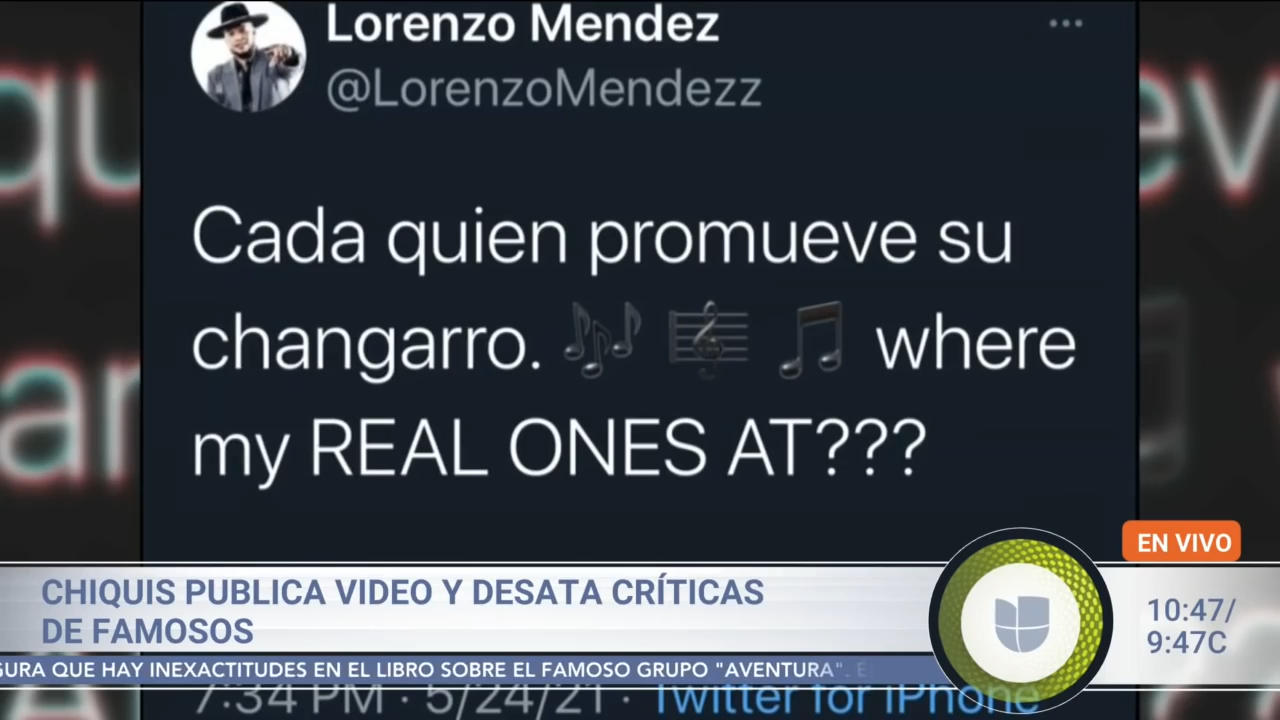 Lorenzo Mendez
@LorenzoMendezz
Cada quien promueve su
changarro. 🎶 🎼 🎵 where
my REAL ONES AT???
EN VIVO
CHIQUIS PUBLICA VIDEO Y DESATA CRÍTICAS
DE FAMOSOS
10:47/
9:47C
QUE HAY INEXACTITUDES EN EL LIBRO SOBRE EL FAMOSO GRUPO "AVENTURA".
7:34 PM · 5/24/21 · Twitter for iPhone